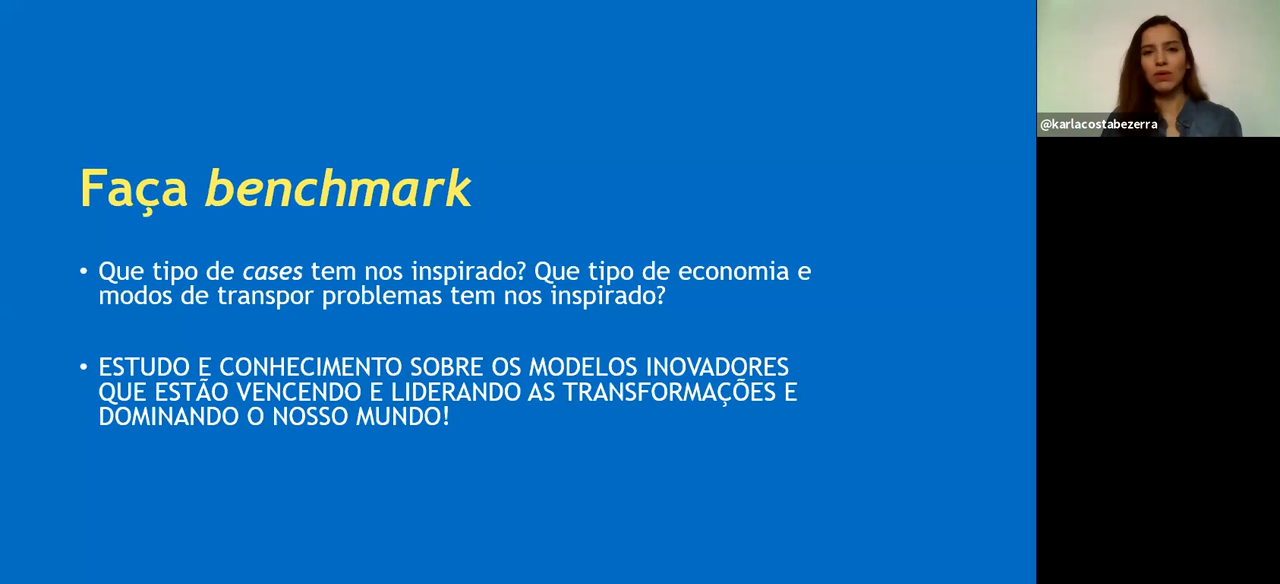 Faça benchmark
• Que tipo de cases tem nos inspirado? Que tipo de economia e
modos de transpor problemas tem nos inspirado?
• ESTUDO E CONHECIMENTO SOBRE OS MODELOS INOVADORES
QUE ESTÃO VENCENDO E LIDERANDO AS TRANSFORMAÇÕES E
DOMINANDO O NOSSO MUNDO!
@karlacostabezerra